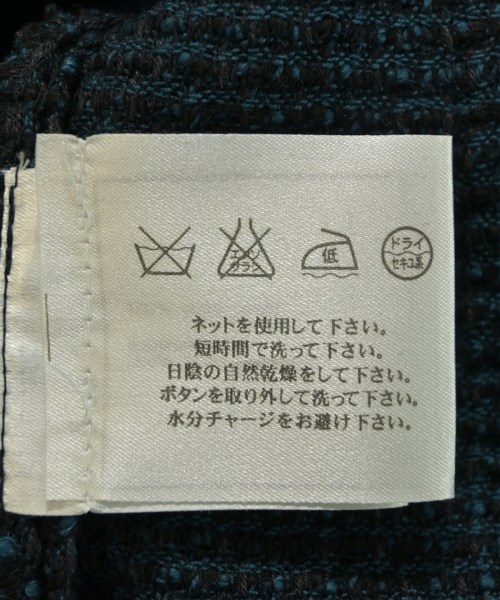 エンソ
サラシ
低
ドライ
セキユ系
ネットを使用して下さい。
短時間で洗って下さい。
日陰の自然乾燥をして下さい。
ボタンを取り外して洗って下さい。
水分チャージをお避け下さい。